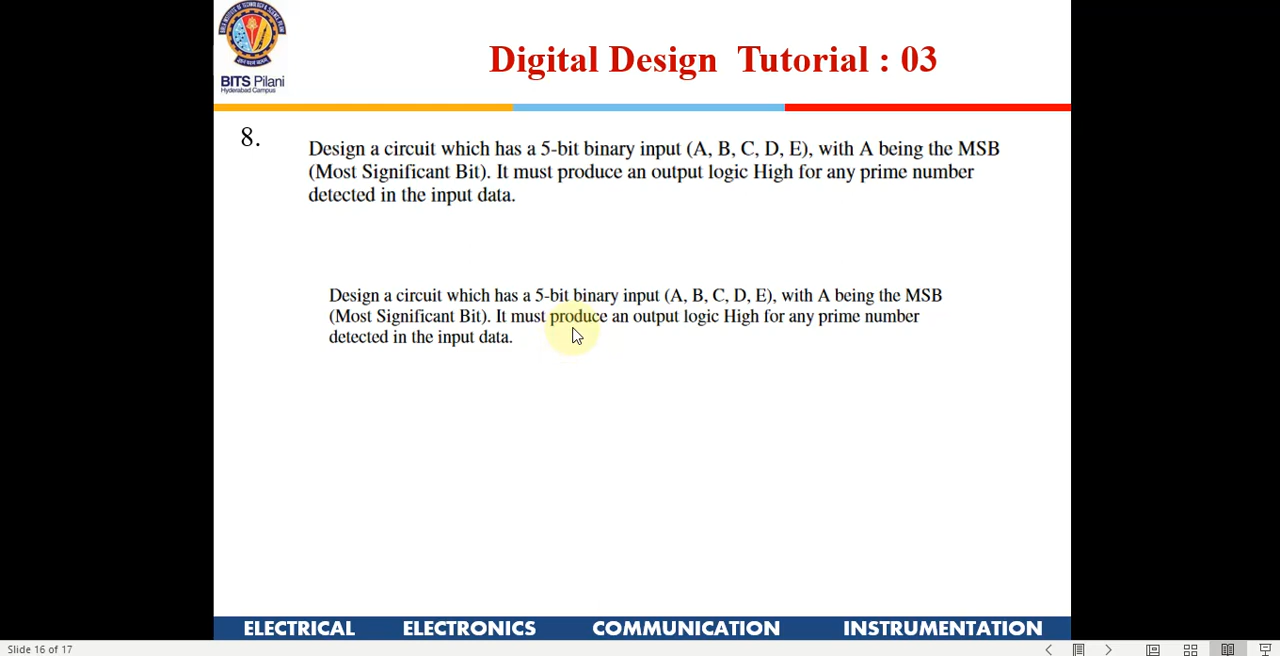 BITS Pilani
Hyderabad Campus
Digital Design Tutorial : 03
8.
Design a circuit which has a 5-bit binary input (A, B, C, D, E), with A being the MSB
(Most Significant Bit). It must produce an output logic High for any prime number
detected in the input data.
Design a circuit which has a 5-bit binary input (A, B, C, D, E), with A being the MSB
(Most Significant Bit). It must produce an output logic High for any prime number
detected in the input data.
ELECTRICAL ELECTRONICS COMMUNICATION INSTRUMENTATION
Slide 16 of 17